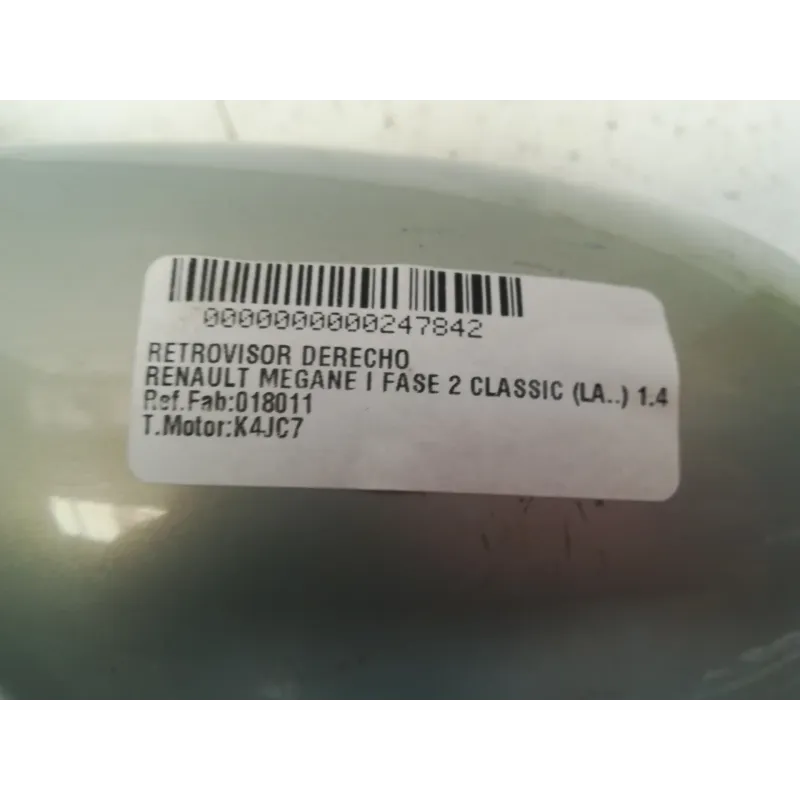 0000000000247842
RETROVISOR DERECHO
RENAULT MEGANE I FASE 2 CLASSIC (LA..) 1.4
Ref.Fab:018011
T.Motor:K4JC7